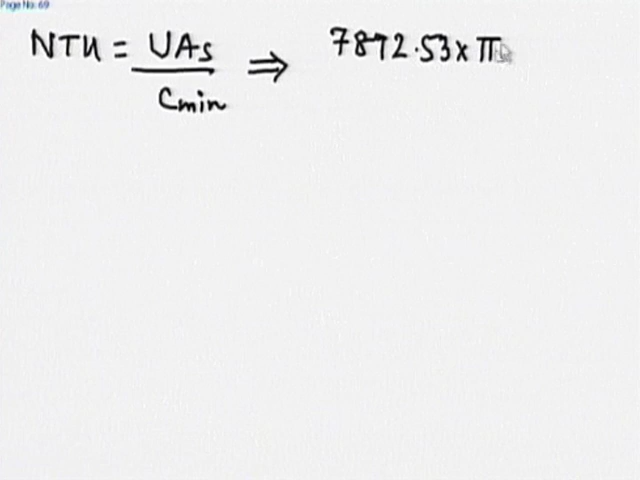 Page No: 69
NTU = UAs ⇒ 7872.53 x π
Cmin